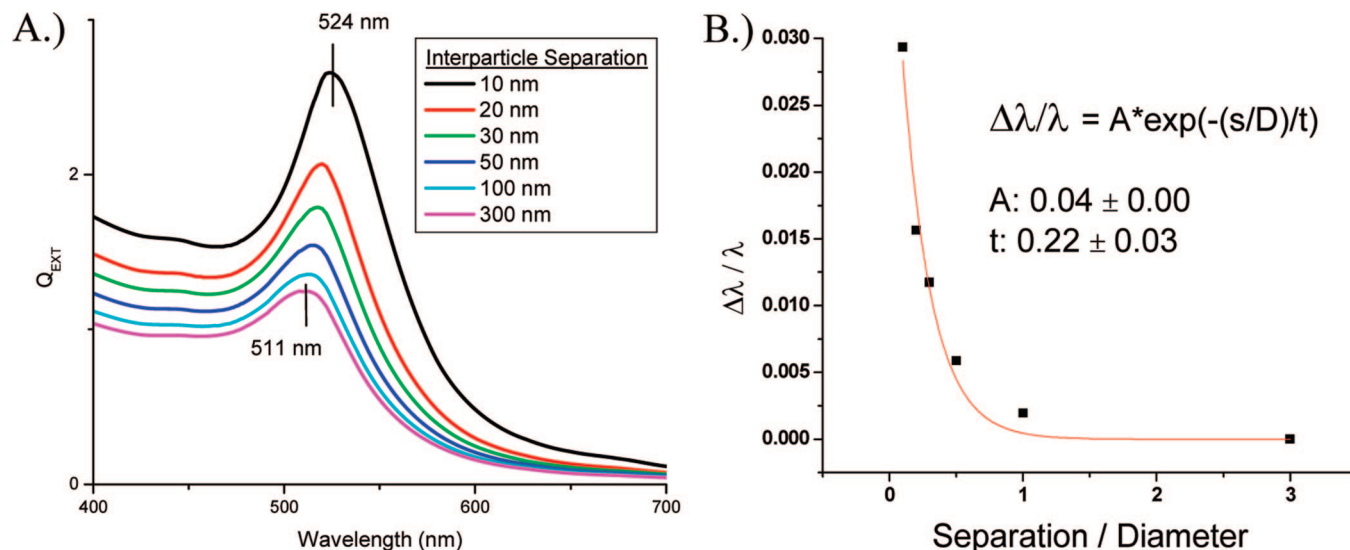 A.)
524 nm
Interparticle Separation
10 nm
20 nm
30 nm
50 nm
100 nm
300 nm
2
0
Q_EXT
511 nm
400
500
600
700
Wavelength (nm)
B.)
0.030
0.025
0.020
0.015
0.010
0.005
0.000
Δλ / λ
Δλ/λ = A*exp(-(s/D)/t)
A: 0.04 ± 0.00
t: 0.22 ± 0.03
0
1
2
3
Separation / Diameter